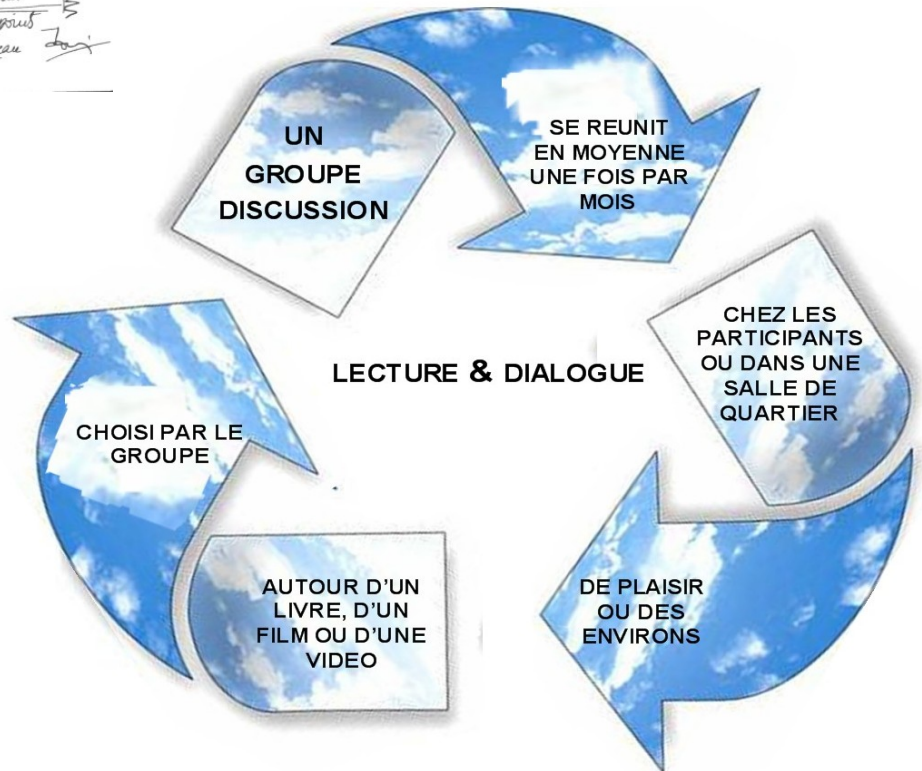 point
UN
GROUPE
DISCUSSION
SE REUNIT
EN MOYENNE
UNE FOIS PAR
MOIS
CHEZ LES
PARTICIPANTS
OU DANS UNE
SALLE DE
QUARTIER
DE PLAISIR
OU DES
ENVIRONS
AUTOUR D’UN
LIVRE, D’UN
FILM OU D’UNE
VIDEO
CHOISI PAR LE
GROUPE
LECTURE & DIALOGUE